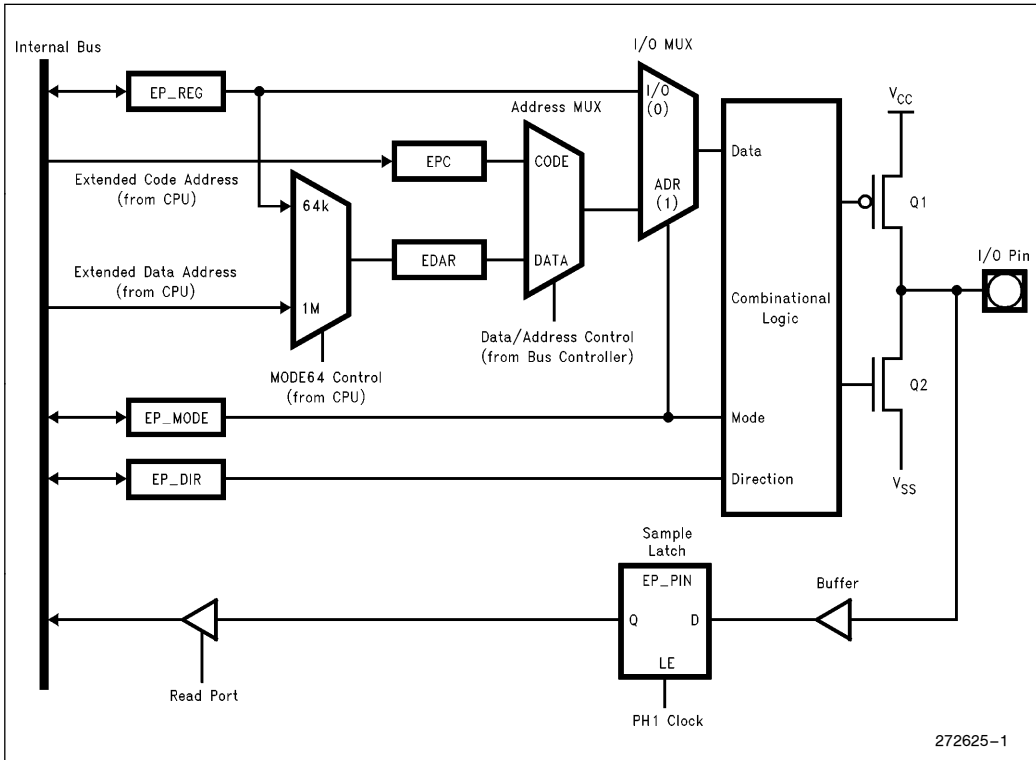 Internal Bus
I/O MUX
EP_REG
I/O
(0)
Address MUX
VCC
EPC
CODE
Data
Extended Code Address
(from CPU)
64k
ADR
(1)
Q1
Extended Data Address
(from CPU)
EDAR
DATA
I/O Pin
1M
Combinational
Logic
Data/Address Control
(from Bus Controller)
MODE64 Control
(from CPU)
Q2
EP_MODE
Mode
EP_DIR
Direction
VSS
Sample
Latch
EP_PIN
Buffer
Q
D
LE
Read Port
PH1 Clock
272625-1